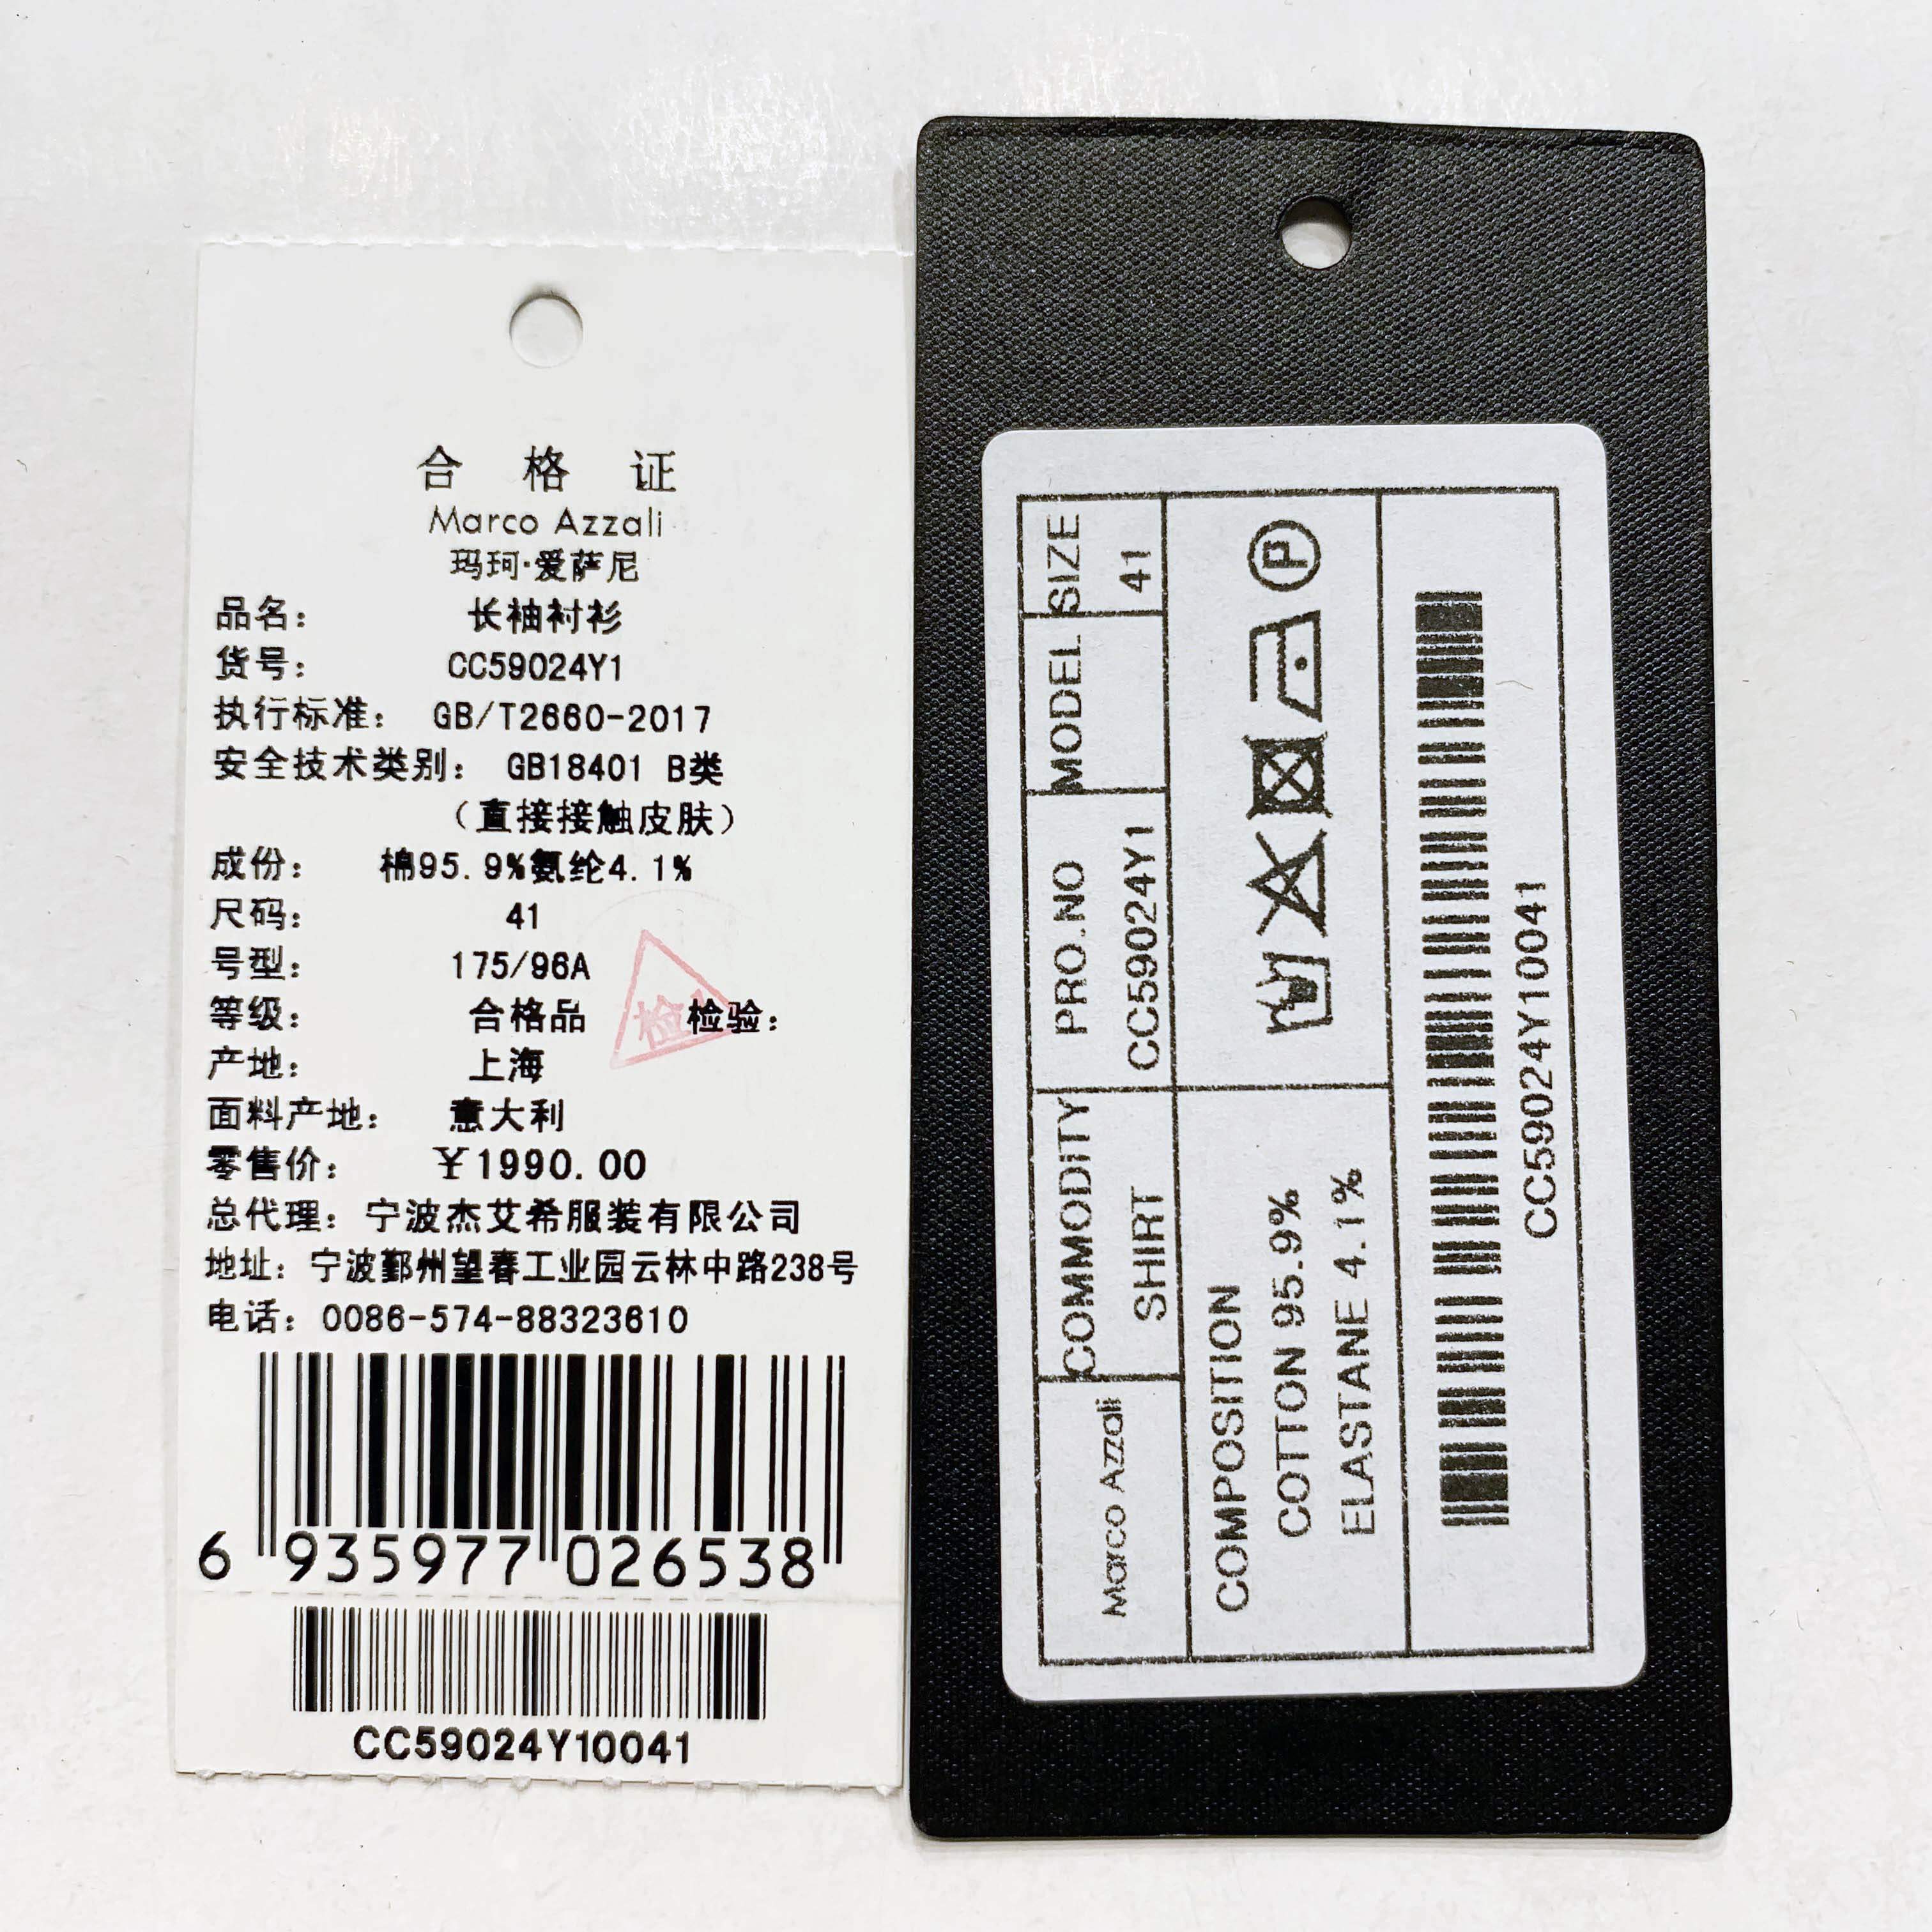 合格证
Marco Azzali
玛珂·爱萨尼
品名： 长袖衬衫
货号： CC59024Y1
执行标准： GB/T2660-2017
安全技术类别： GB18401 B类
（直接接触皮肤）
成份： 棉95.9%氨纶4.1%
尺码： 41
号型： 175/96A
等级： 合格品 检验：
检
产地： 上海
面料产地： 意大利
零售价： ¥1990.00
总代理：宁波杰艾希服装有限公司
地址：宁波鄞州望春工业园云林中路238号
电话：0086-574-88323610
6 935977 026538
CC59024Y10041
Marco Azzali
COMMODITY PRO.NO MODEL SIZE
SHIRT CC59024Y1 41
COMPOSITION
COTTON 95.9%
ELASTANE 4.1%
P
CC59024Y10041